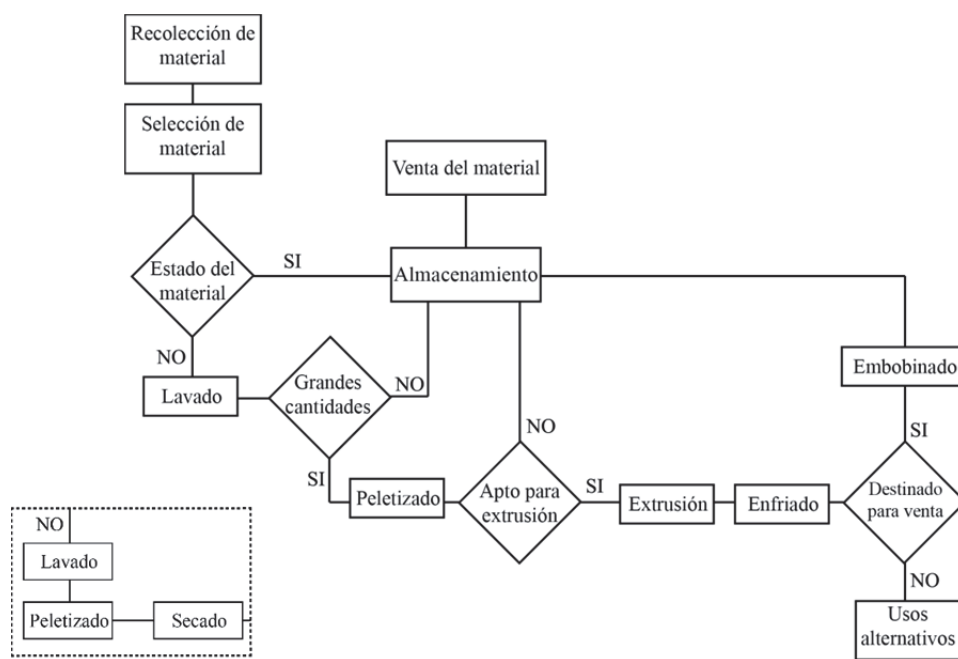 Recolección de
material
Selección de
material
Venta del material
Estado del
material
SI
Almacenamiento
NO
Lavado
Grandes
cantidades
NO
Embobinado
NO
SI
SI
Peletizado
Apto para
extrusión
SI
Extrusión
Enfriado
Destinado
para venta
NO
Usos
alternativos
NO
Lavado
Peletizado
Secado